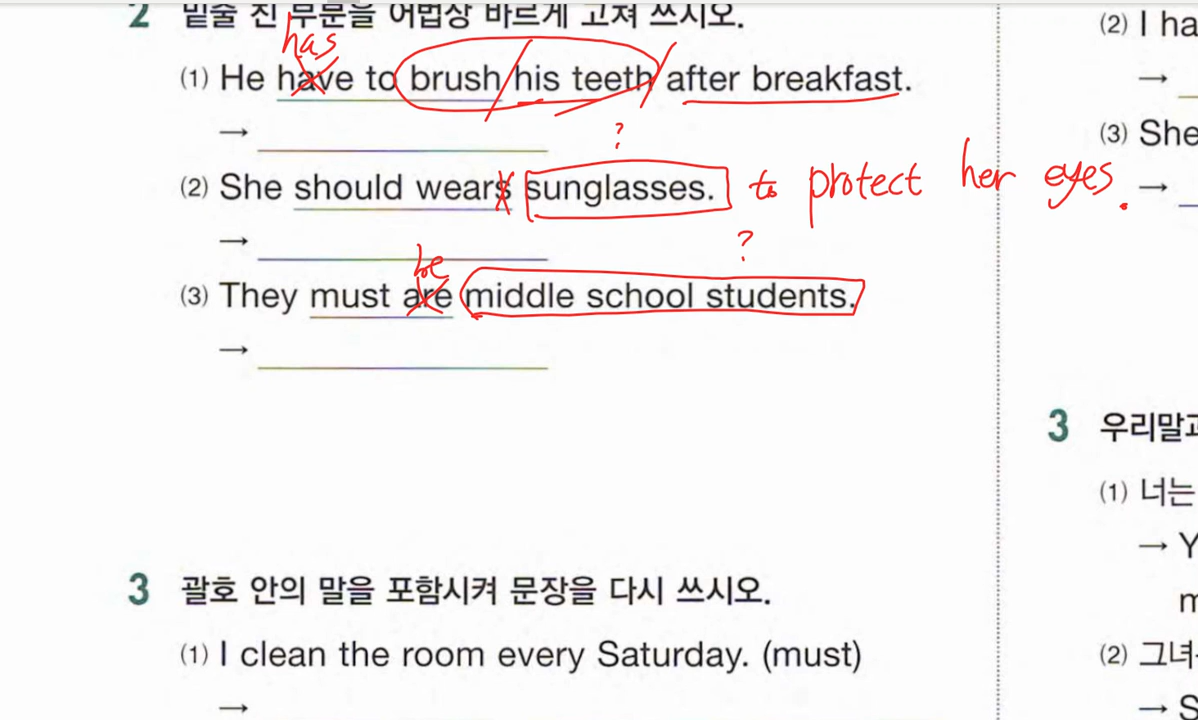 2 밑줄 친 부분을 어법상 바르게 고쳐 쓰시오.
has
(1) He have to brush his teeth after breakfast.
→
?
(2) She should wears sunglasses. to protect her eyes.
→
be ?
(3) They must are middle school students.
→
3 괄호 안의 말을 포함시켜 문장을 다시 쓰시오.
(1) I clean the room every Saturday. (must)
→
(2) I ha
→
(3) She
→
3 우리말과
(1) 너는
→ Y
m
(2) 그녀
→ S